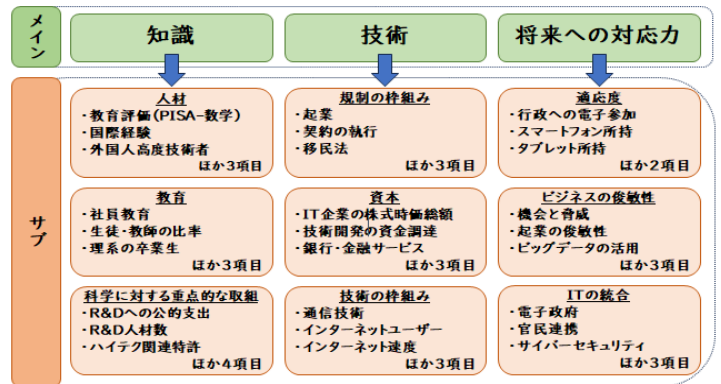 メイン
知識
技術
将来への対応力
サブ
人材
・教育評価(PISA-数学)
・国際経験
・外国人高度技術者
ほか3項目
規制の枠組み
・起業
・契約の執行
・移民法
ほか3項目
適応度
・行政への電子参加
・スマートフォン所持
・タブレット所持
ほか2項目
教育
・社員教育
・生徒・教師の比率
・理系の卒業生
ほか3項目
資本
・IT企業の株式時価総額
・技術開発の資金調達
・銀行・金融サービス
ほか3項目
ビジネスの俊敏性
・機会と脅威
・起業の俊敏性
・ビッグデータの活用
ほか3項目
科学に対する重点的な取組
・R&Dへの公的支出
・R&D人材数
・ハイテク関連特許
ほか4項目
技術の枠組み
・通信技術
・インターネットユーザー
・インターネット速度
ほか3項目
ITの統合
・電子政府
・官民連携
・サイバーセキュリティ
ほか3項目